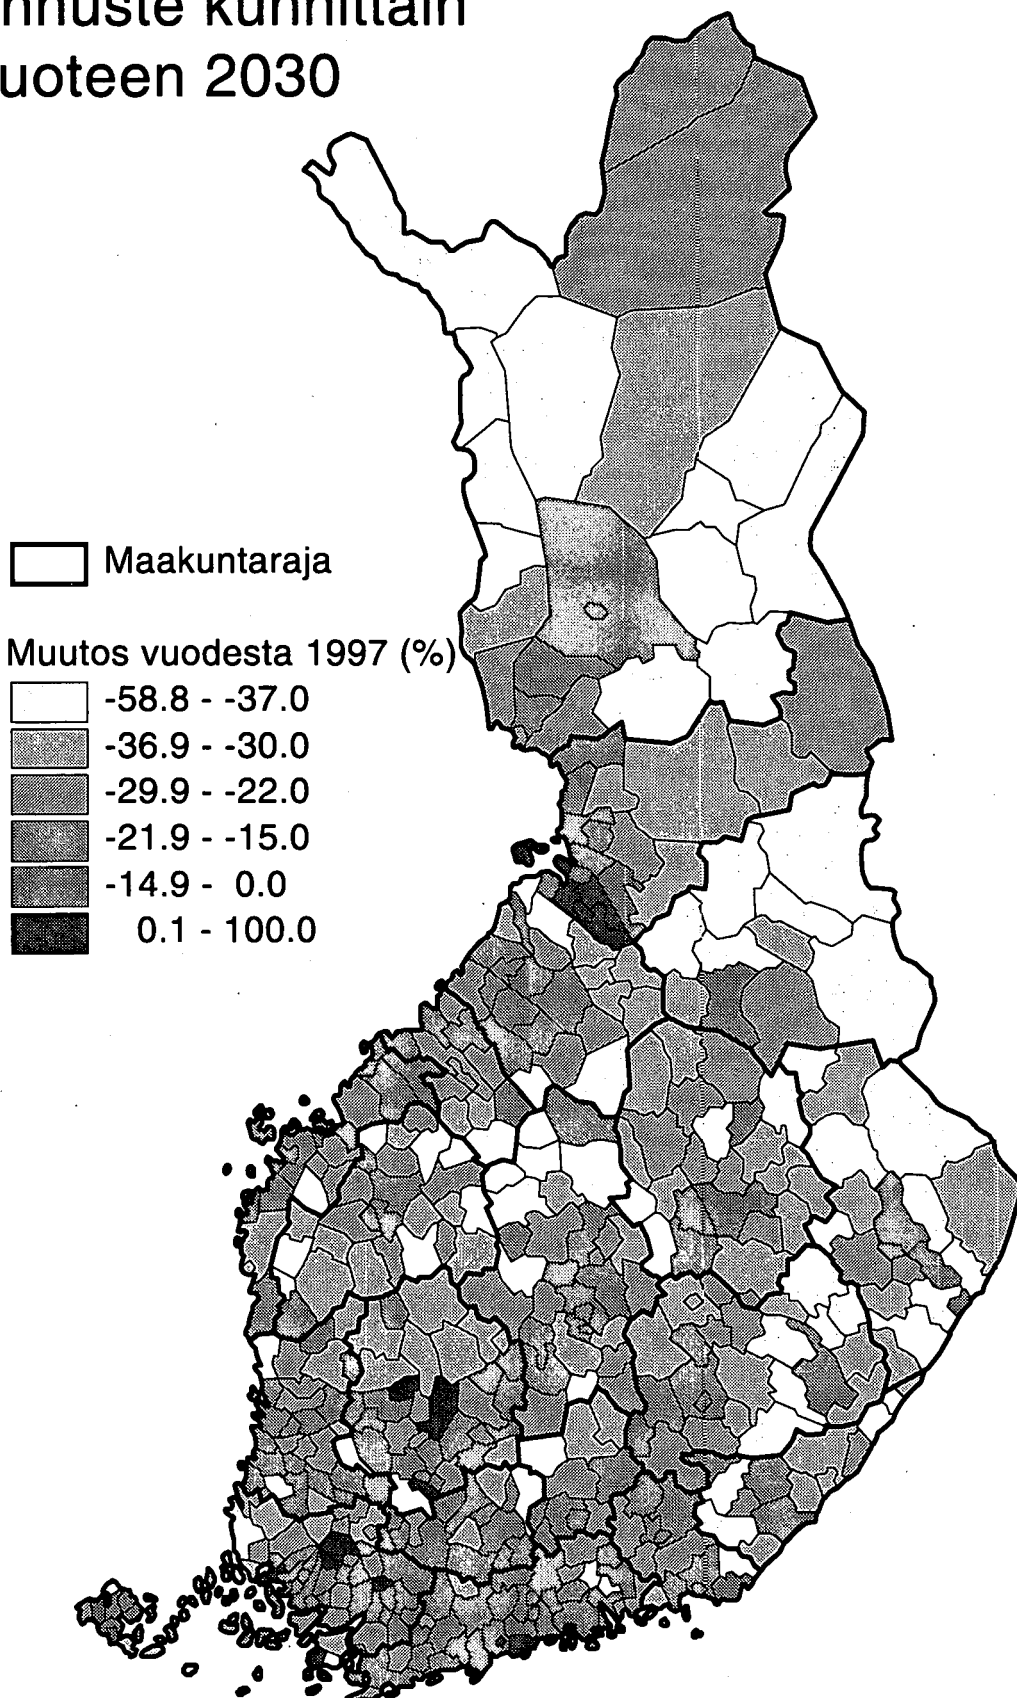 kunnittain
2030
Maakuntaraja
Muutos vuodesta 1997 (%)
-58.8 - -37.0
-36.9 - -30.0
-29.9 - -22.0
-21.9 - -15.0
-14.9 - 0.0
0.1 - 100.0